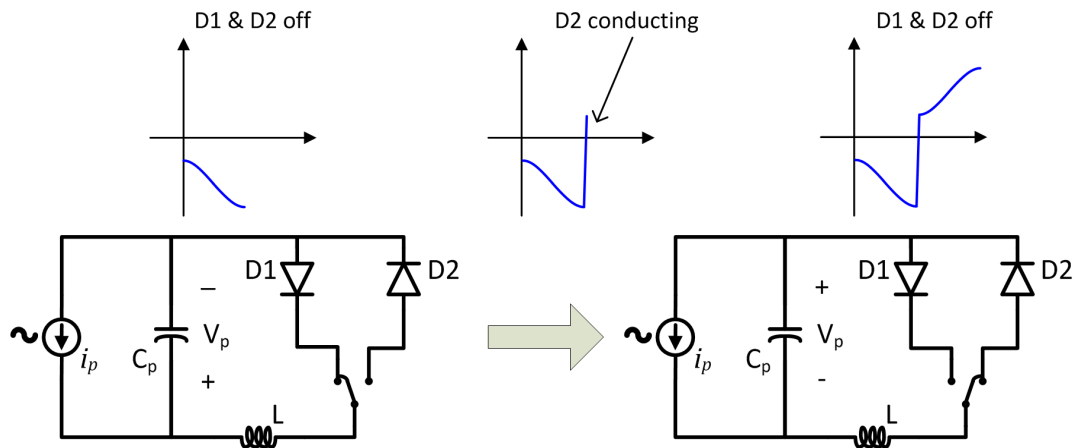 D1 & D2 off
D2 conducting
D1 & D2 off
D1
D2
–
V_p
+
i_p
C_p
L
D1
D2
+
V_p
-
i_p
C_p
L